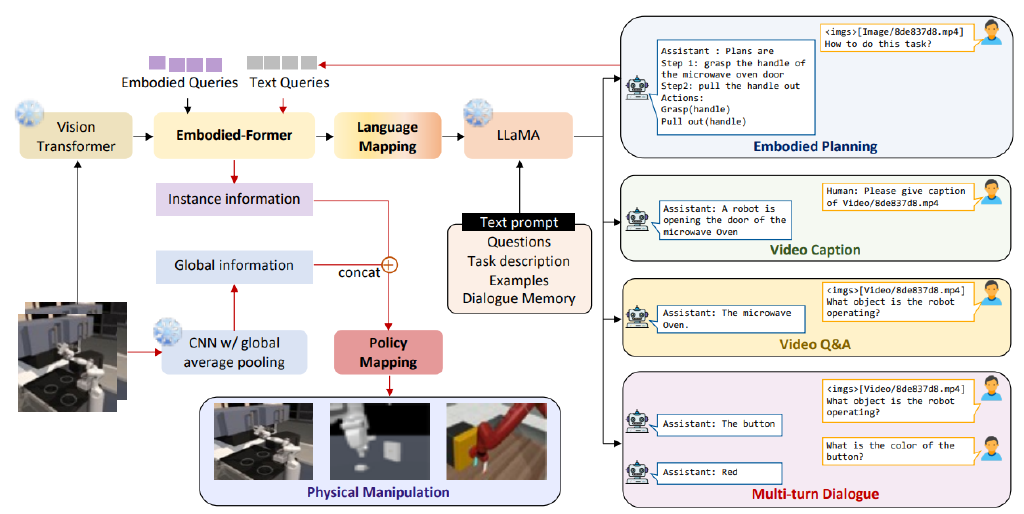 Embodied Queries
Text Queries
Vision
Transformer
Embodied-Former
Language
Mapping
LLaMA
Instance information
Global information
concat
CNN w/ global
average pooling
Policy
Mapping
Physical Manipulation
Text prompt
Questions
Task description
Examples
Dialogue Memory
<imgs>[Image/8de837d8.mp4]
How to do this task?
Assistant : Plans are
Step 1: grasp the handle of
the microwave oven door
Step2: pull the handle out
Actions:
Grasp(handle)
Pull out(handle)
Embodied Planning
Human: Please give caption
of Video/8de837d8.mp4
Assistant: A robot is
opening the door of the
microwave Oven
Video Caption
<imgs>[Video/8de837d8.mp4]
What object is the robot
operating?
Assistant: The microwave
Oven.
Video Q&A
<imgs>[Video/8de837d8.mp4]
What object is the robot
operating?
Assistant: The button
What is the color of the
button?
Assistant: Red
Multi-turn Dialogue